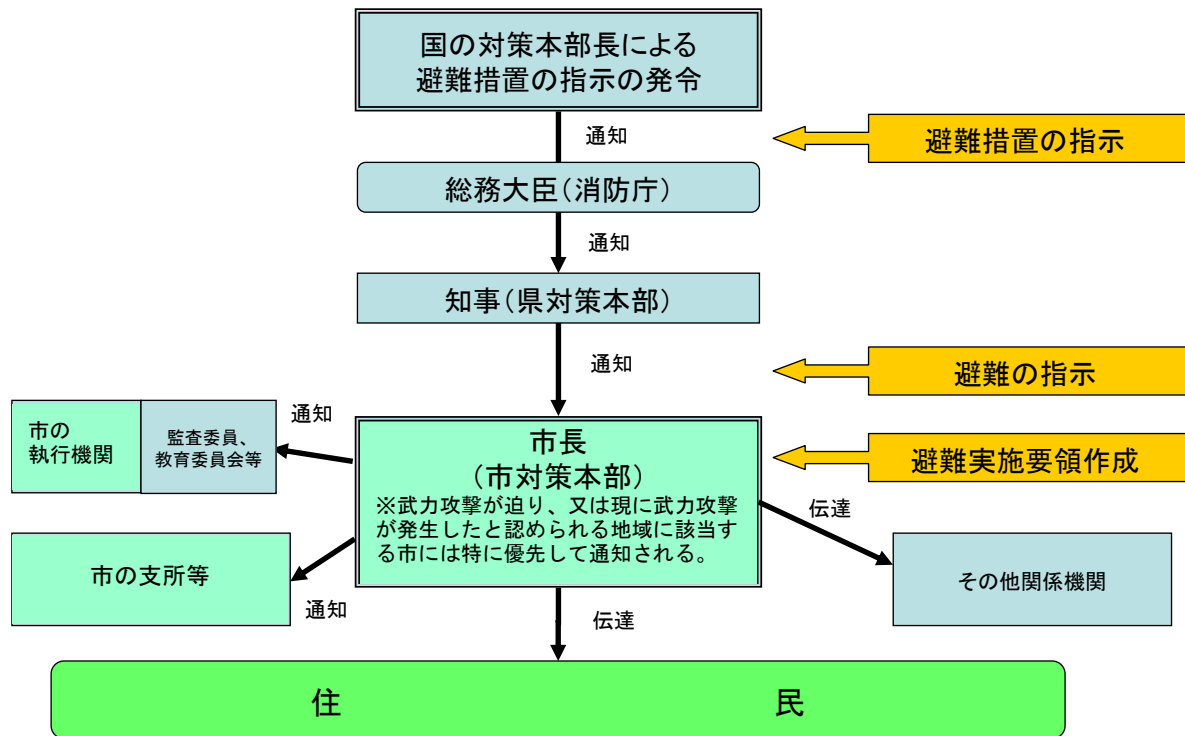 国の対策本部長による
避難措置の指示の発令
通知
避難措置の指示
総務大臣(消防庁)
通知
知事(県対策本部)
通知
避難の指示
市の
執行機関
監査委員、
教育委員会等
通知
市長
(市対策本部)
※武力攻撃が迫り、又は現に武力攻撃
が発生したと認められる地域に該当す
る市には特に優先して通知される。
避難実施要領作成
伝達
市の支所等
通知
その他関係機関
伝達
住 民